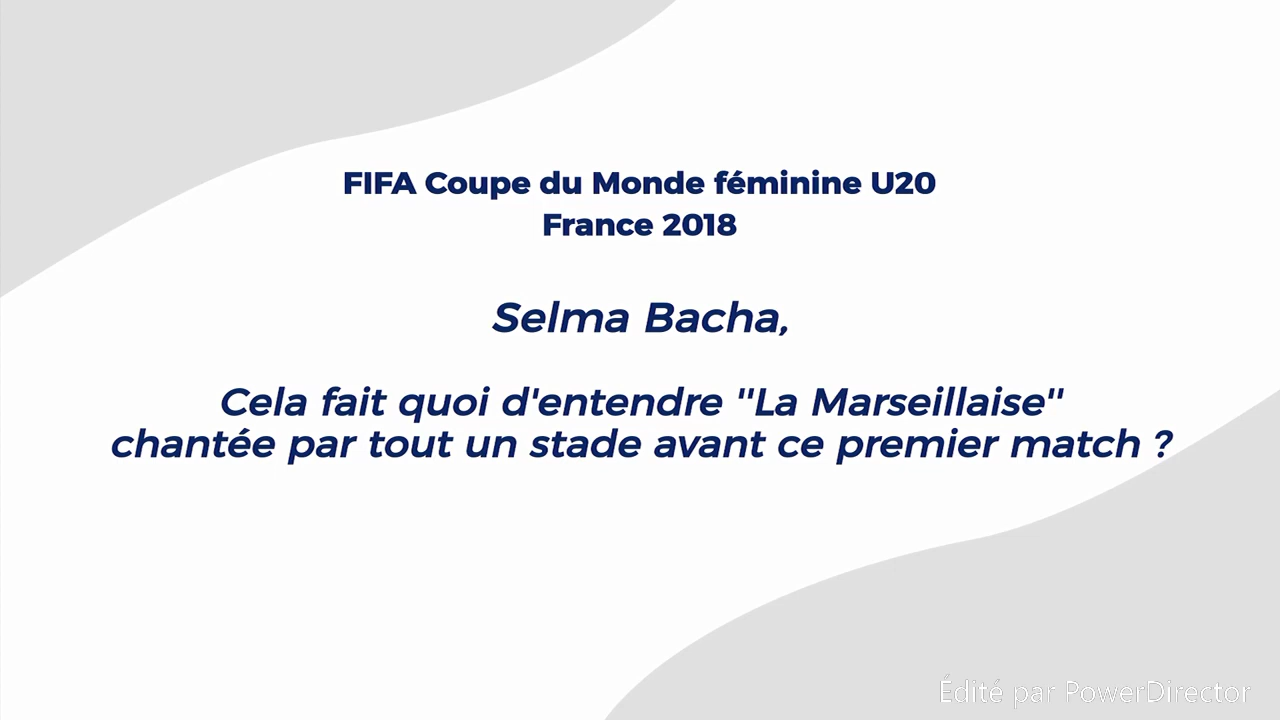 FIFA Coupe du Monde féminine U20
France 2018
Selma Bacha,
Cela fait quoi d'entendre "La Marseillaise"
chantée par tout un stade avant ce premier match ?
Édité par PowerDirector